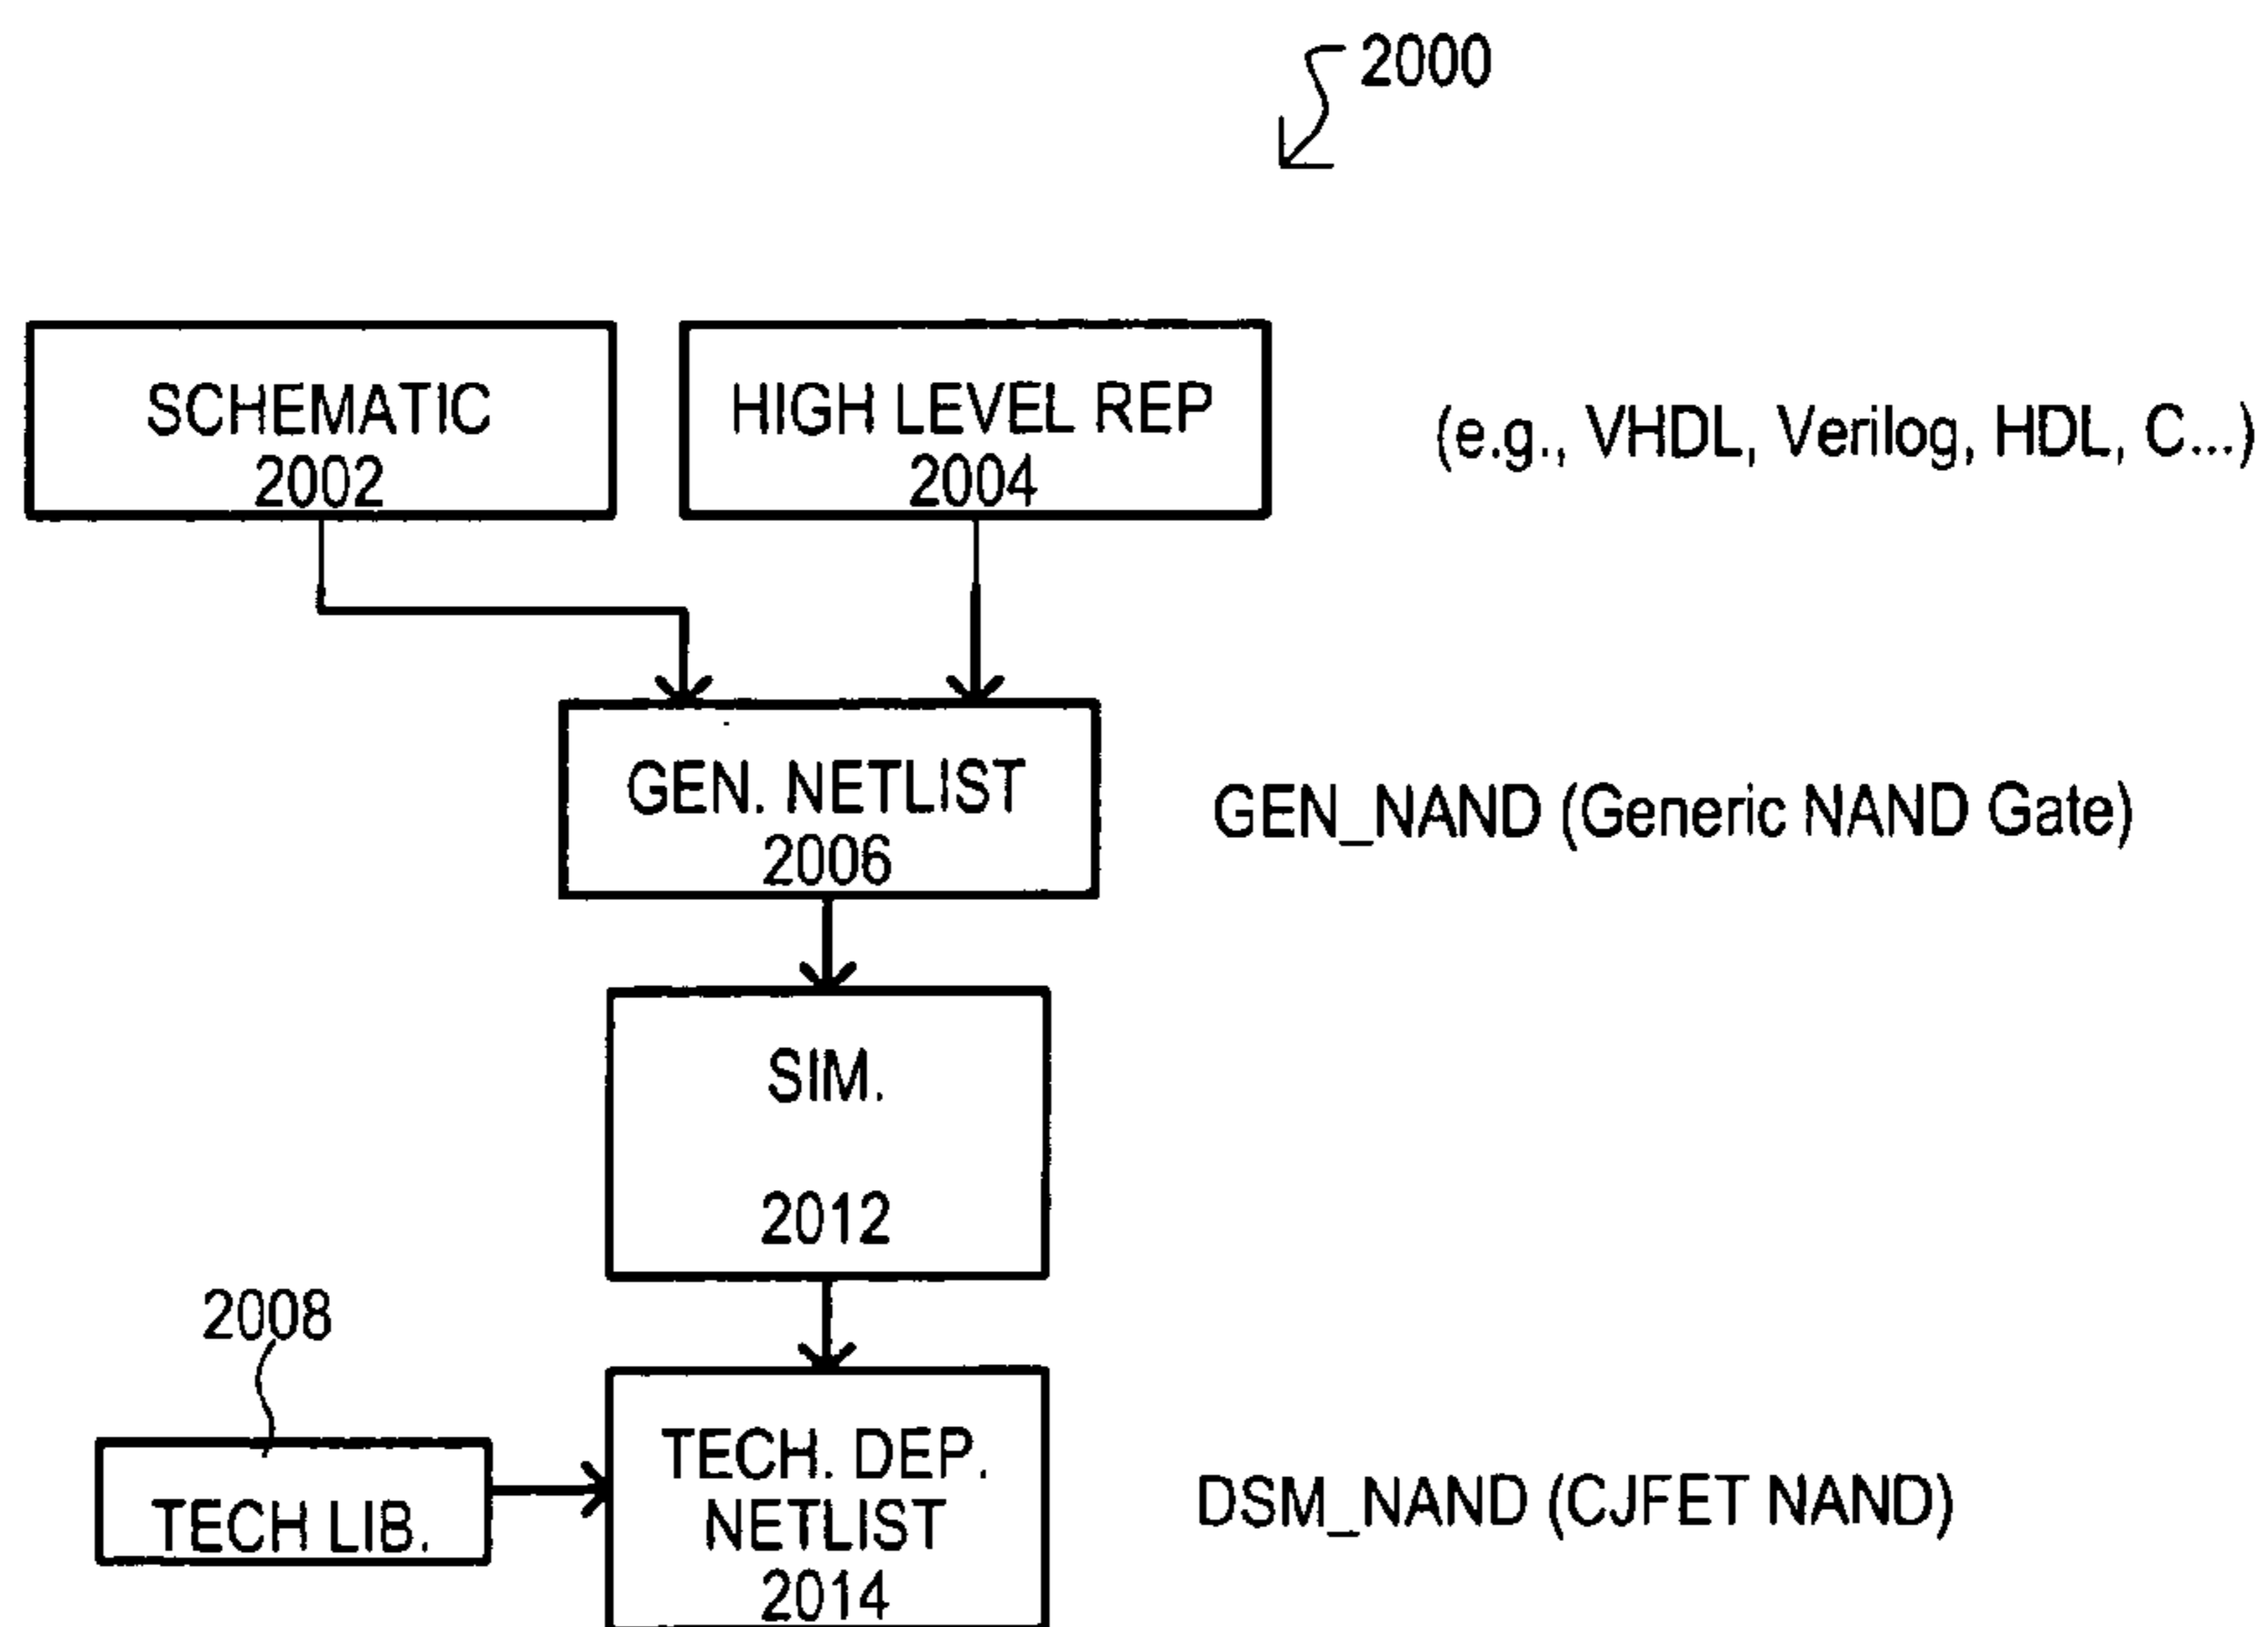 2000
SCHEMATIC
2002
HIGH LEVEL REP
2004
(e.g., VHDL, Verilog, HDL, C...)
GEN. NETLIST
2006
GEN_NAND (Generic NAND Gate)
SIM.
2012
2008
TECH LIB.
TECH. DEP.
NETLIST
2014
DSM_NAND (CJFET NAND)